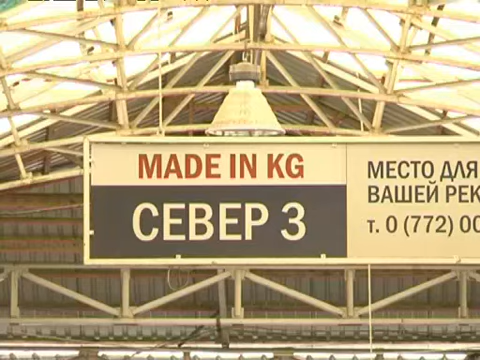 MADE IN KG
СЕВЕР 3
МЕСТО ДЛЯ
ВАШЕЙ РЕК
т. 0 (772) 00